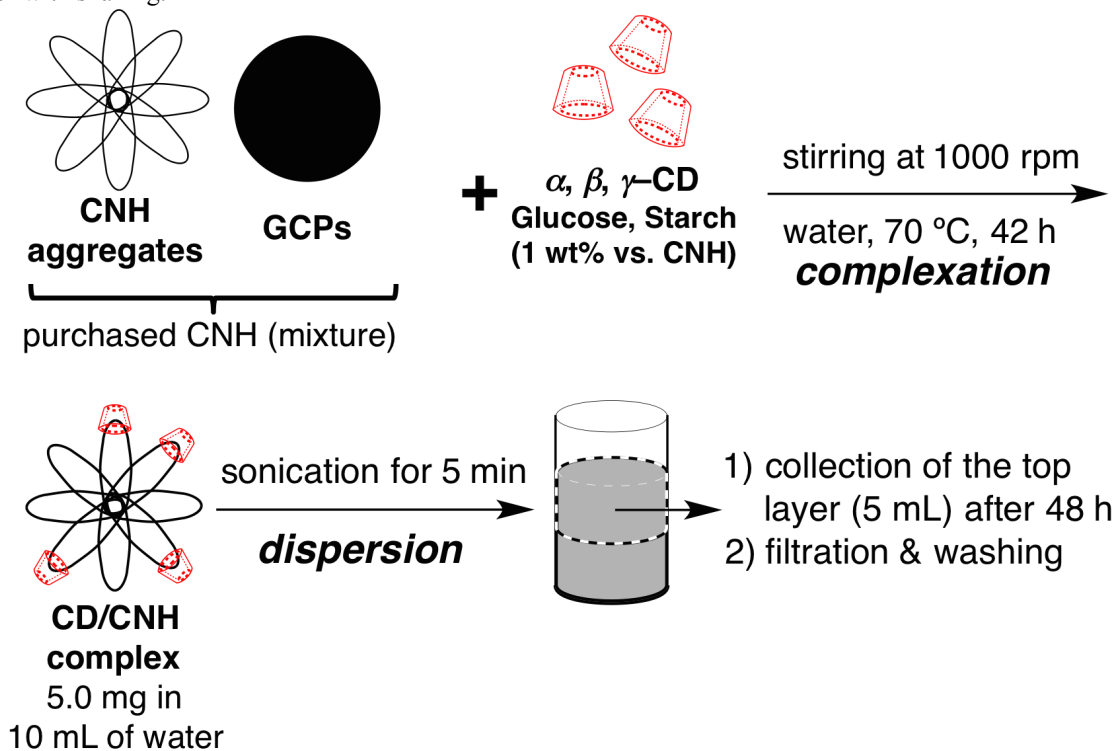 CNH
aggregates
GCPs
purchased CNH (mixture)
+
α, β, γ–CD
Glucose, Starch
(1 wt% vs. CNH)
stirring at 1000 rpm
water, 70 ºC, 42 h
complexation
CD/CNH
complex
5.0 mg in
10 mL of water
sonication for 5 min
dispersion
1) collection of the top
layer (5 mL) after 48 h
2) filtration & washing